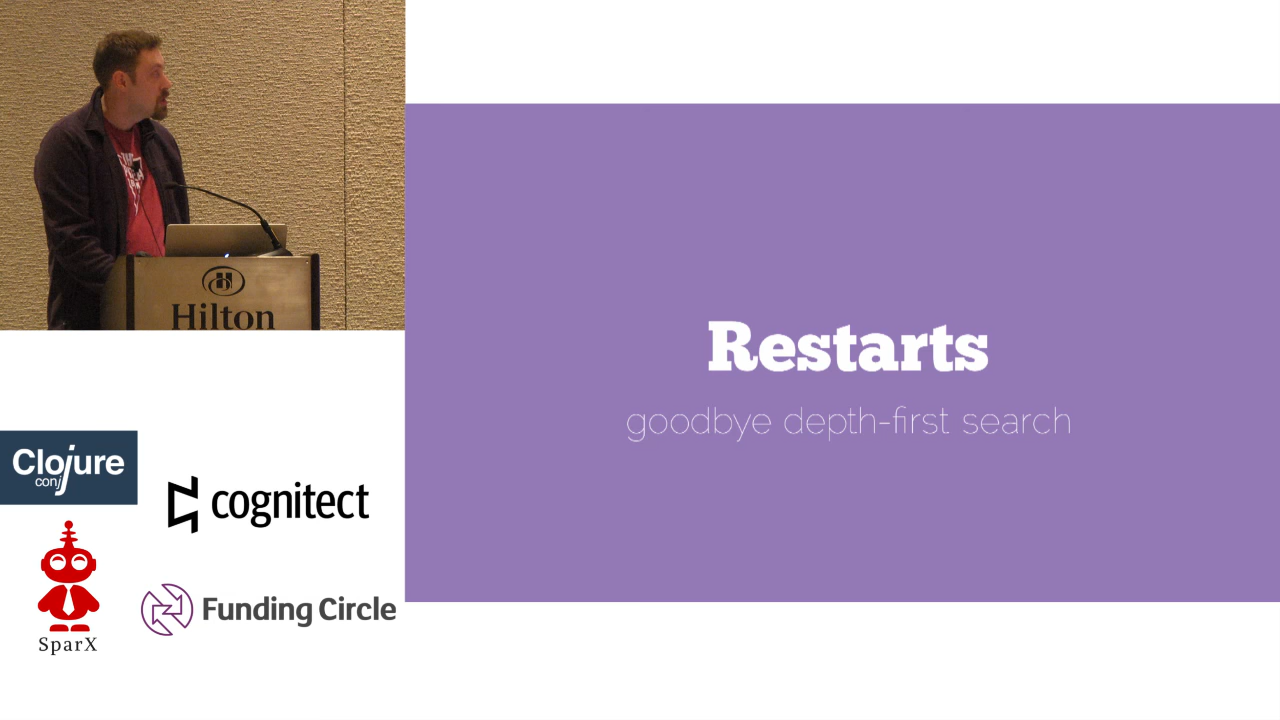 Hilton
Restarts
goodbye depth-first search
Clojure
conj
cognitect
SparX
Funding Circle